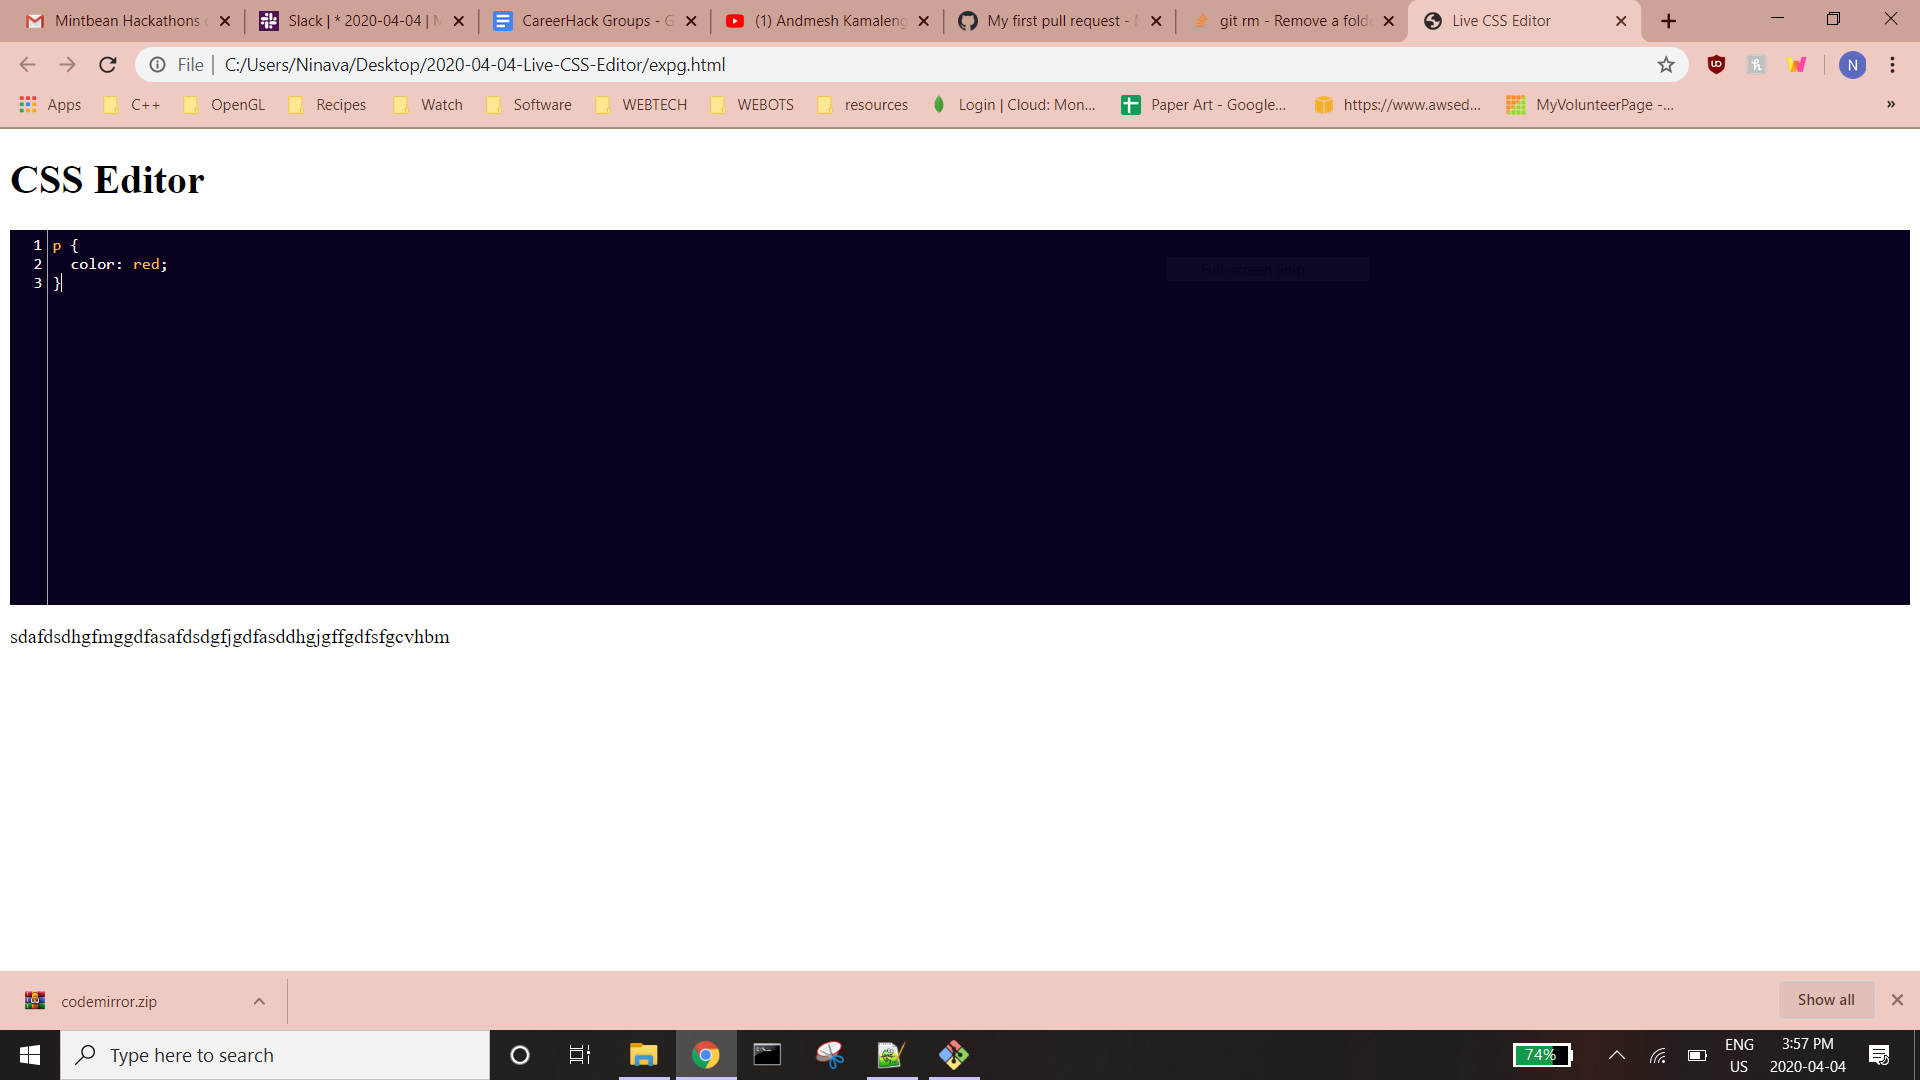 Mintbean Hackathons
Slack | * 2020-04-04 |
CareerHack Groups - G
(1) Andmesh Kamaleng
My first pull request -
git rm - Remove a folde
Live CSS Editor
File
C:/Users/Ninava/Desktop/2020-04-04-Live-CSS-Editor/expg.html
N
Apps
C++
OpenGL
Recipes
Watch
Software
WEBTECH
WEBOTS
resources
Login | Cloud: Mon...
Paper Art - Google...
https://www.awsed...
MyVolunteerPage -...
»
CSS Editor
1 p {
2 color: red;
3 }
Full-screen Snip
sdafdsdhgfmggdfasafdsdgfjgdfasddhgjgffgdfsfgcvhbm
codemirror.zip
Show all
Type here to search
74%
ENG
US
3:57 PM
2020-04-04